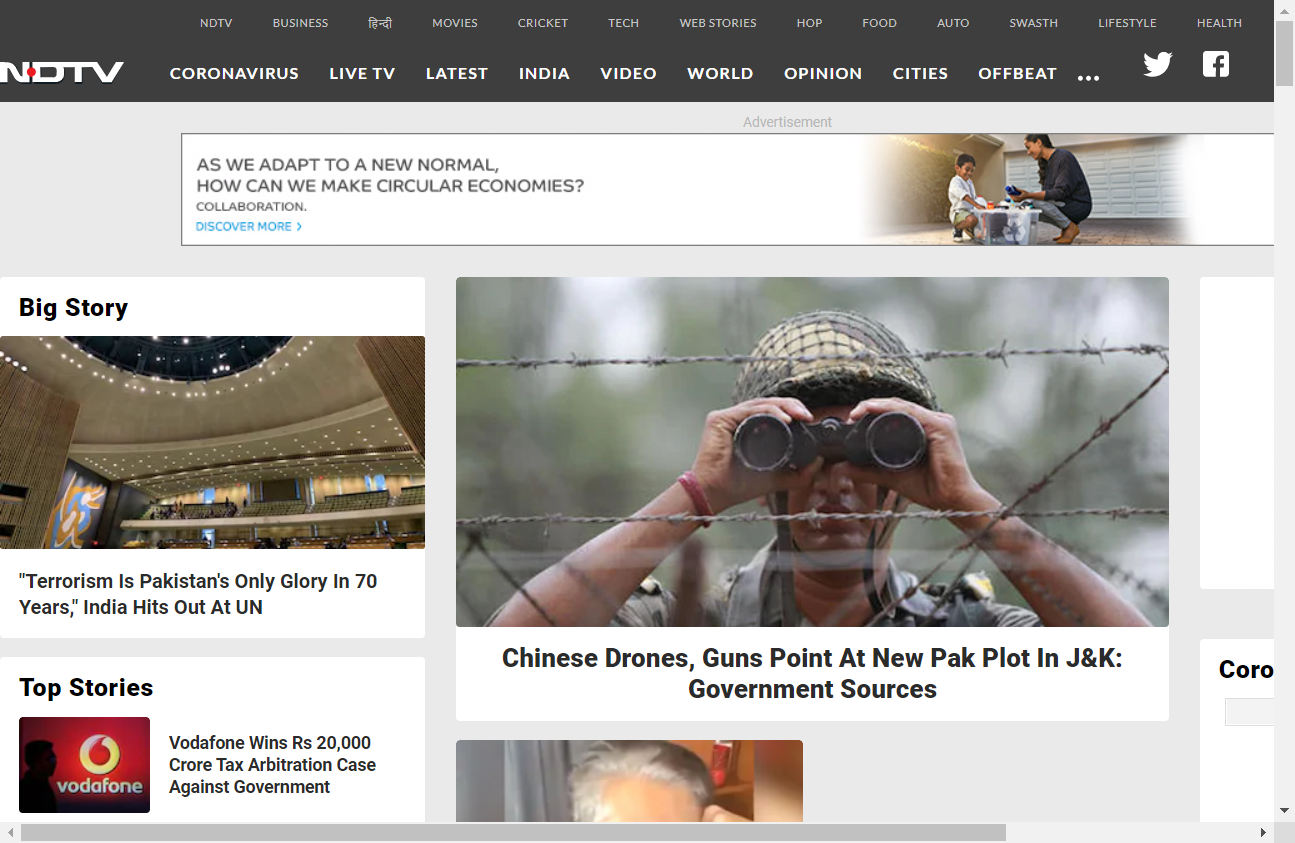 NDTV BUSINESS हिन्दी MOVIES CRICKET TECH WEB STORIES HOP FOOD AUTO SWASTH LIFESTYLE HEALTH
NDTV CORONAVIRUS LIVE TV LATEST INDIA VIDEO WORLD OPINION CITIES OFFBEAT ...
Advertisement
AS WE ADAPT TO A NEW NORMAL,
HOW CAN WE MAKE CIRCULAR ECONOMIES?
COLLABORATION.
DISCOVER MORE >
Big Story
"Terrorism Is Pakistan's Only Glory In 70
Years," India Hits Out At UN
Top Stories
vodafone
Vodafone Wins Rs 20,000
Crore Tax Arbitration Case
Against Government
Chinese Drones, Guns Point At New Pak Plot In J&K:
Government Sources
Coro